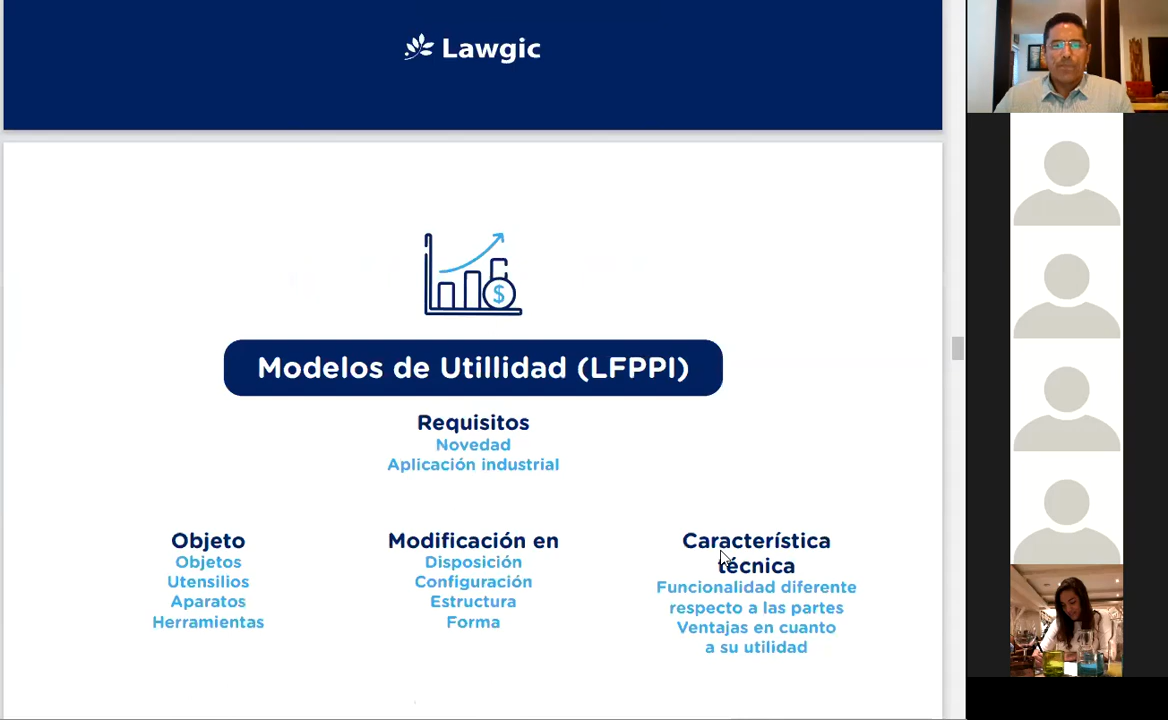 Lawgic
$
Modelos de Utillidad (LFPPI)
Requisitos
Novedad
Aplicación industrial
Objeto
Objetos
Utensilios
Aparatos
Herramientas
Modificación en
Disposición
Configuración
Estructura
Forma
Característica
técnica
Funcionalidad diferente
respecto a las partes
Ventajas en cuanto
a su utilidad